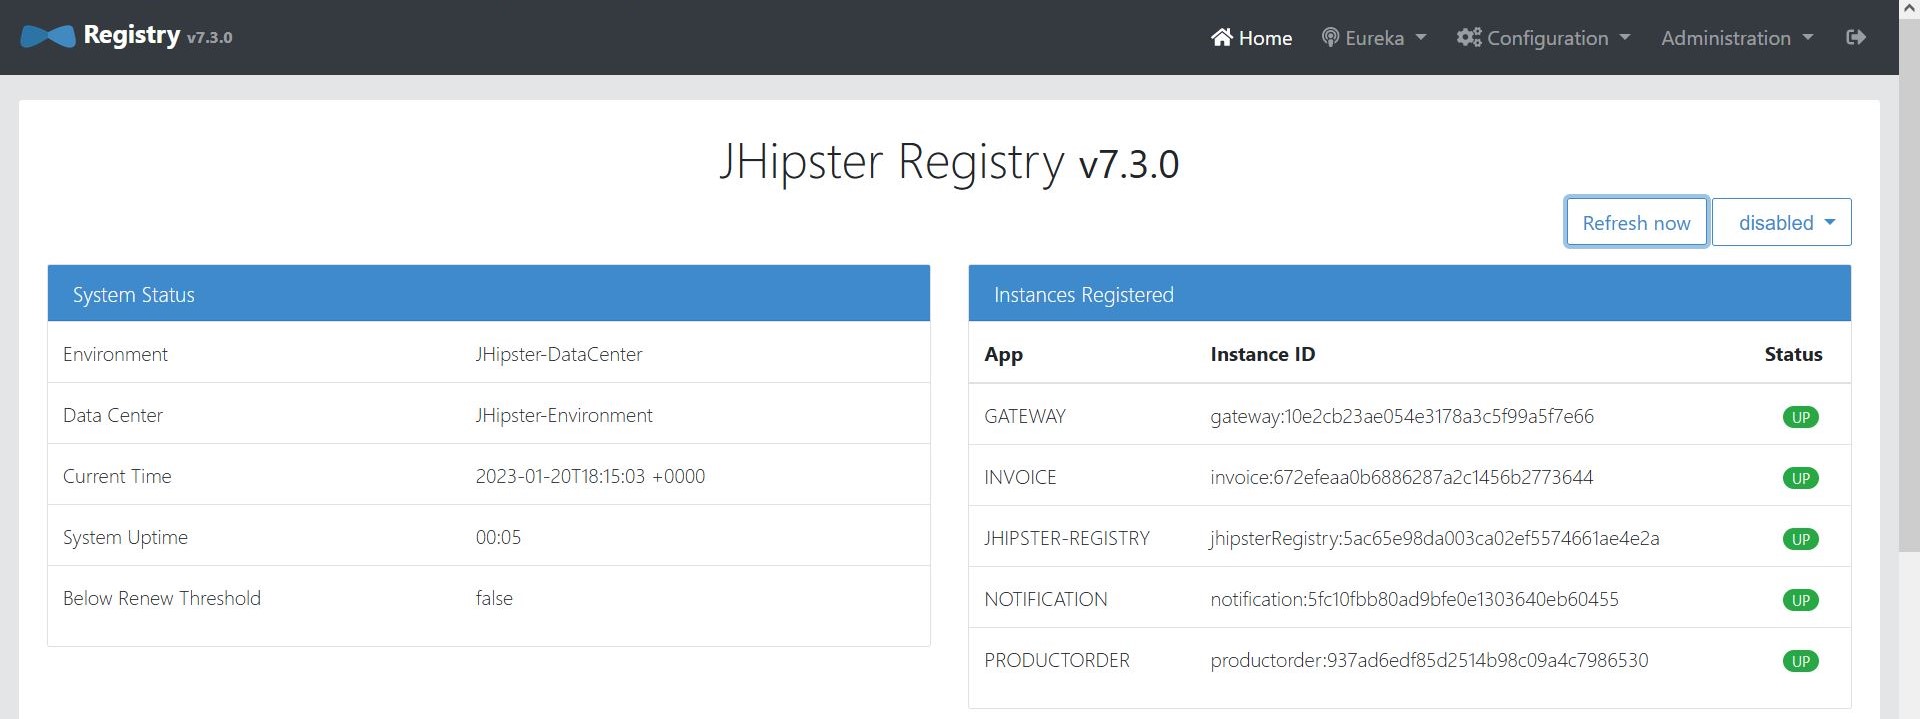 Registry v7.3.0
Home Eureka Configuration Administration
JHipster Registry v7.3.0
Refresh now disabled
System Status
Environment JHipster-DataCenter
Data Center JHipster-Environment
Current Time 2023-01-20T18:15:03 +0000
System Uptime 00:05
Below Renew Threshold false
Instances Registered
App Instance ID Status
GATEWAY gateway:10e2cb23ae054e3178a3c5f99a5f7e66 UP
INVOICE invoice:672efeaa0b6886287a2c1456b2773644 UP
JHIPSTER-REGISTRY jhipsterRegistry:5ac65e98da003ca02ef5574661ae4e2a UP
NOTIFICATION notification:5fc10fbb80ad9bfe0e1303640eb60455 UP
PRODUCTORDER productorder:937ad6edf85d2514b98c09a4c7986530 UP